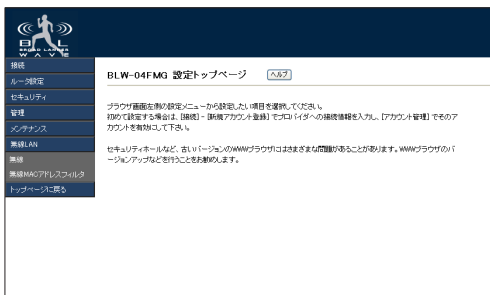 BROAD LANNER
WAVE
接続
ルータ設定
セキュリティ
管理
メンテナンス
無線LAN
無線
無線MACアドレスフィルタ
トップページに戻る
BLW-04FMG 設定トップページ
ヘルプ
ブラウザ画面左側の設定メニューから設定したい項目を選択してください。
初めて設定する場合は、[接続] - [新規アカウント登録] でプロバイダへの接続情報を入力し、[アカウント管理] でそのア
カウントを有効にして下さい。
セキュリティホールなど、古いバージョンのWWWブラウザにはさまざまな問題があることがあります。WWWブラウザのバ
ージョンアップなどを行うことをお勧めします。